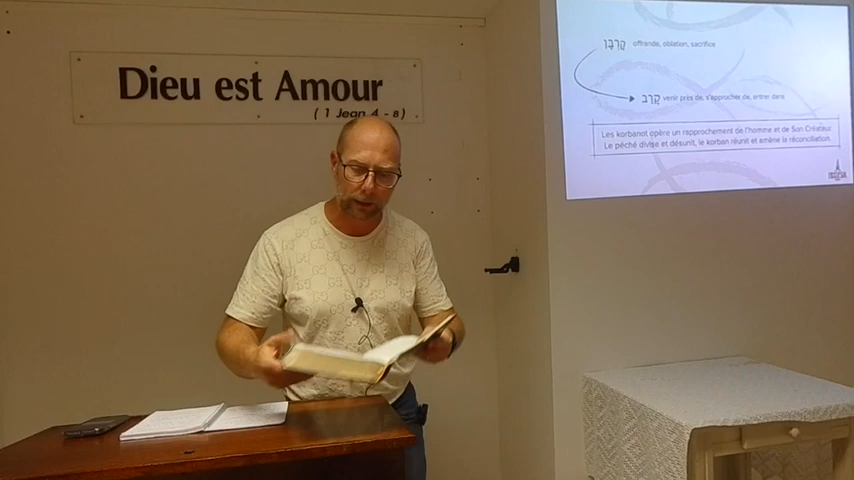 Dieu est Amour
(1 Jean 4 - 8)
קָרְבָּן offrande, oblation, sacrifice
קָרַב venir près de, s'approcher de, entrer dans
Les korbanot opère un rapprochement de l'homme et de Son Créateur.
Le péché divise et désunit, le korban réunit et amène la réconciliation.